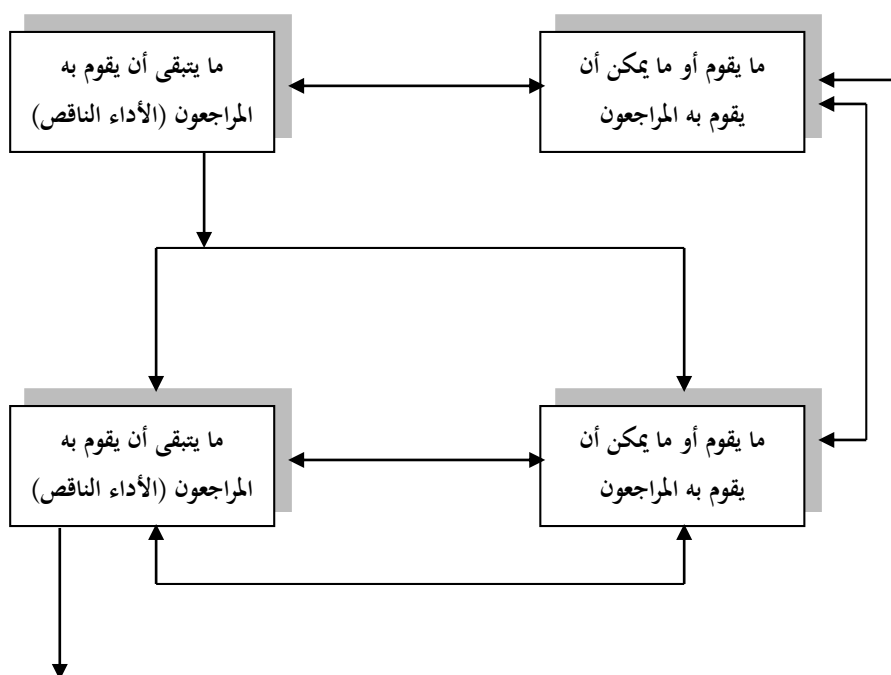 ما يقوم أو ما يمكن أن
يقوم به المراجعون
ما يتبقى أن يقوم به
المراجعون (الأداء الناقص)
ما يقوم أو ما يمكن أن
يقوم به المراجعون
ما يتبقى أن يقوم به
المراجعون (الأداء الناقص)